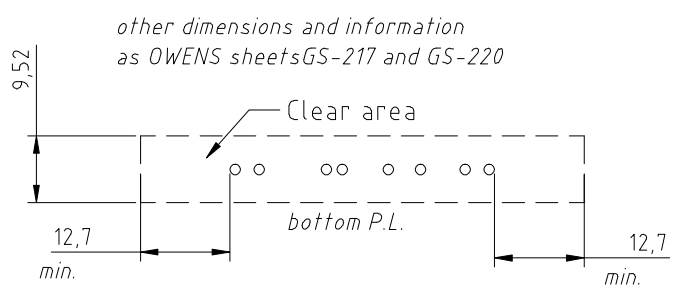 other dimensions and information
as OWENS sheetsGS-217 and GS-220
9,52
Clear area
bottom P.L.
12,7
min.
12,7
min.